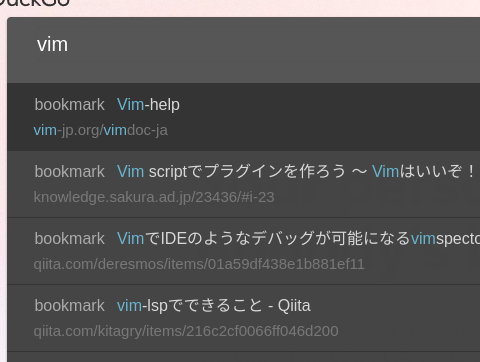 DuckGo
vim
bookmark Vim-help
vim-jp.org/vimdoc-ja
bookmark Vim scriptでプラグインを作ろう 〜 Vimはいいぞ！
knowledge.sakura.ad.jp/23436/#i-23
bookmark VimでIDEのようなデバッグが可能になるvimspecto
qiita.com/deresmos/items/01a59df438e1b881ef11
bookmark vim-lspでできること - Qiita
qiita.com/kitagry/items/216c2cf0066ff046d200